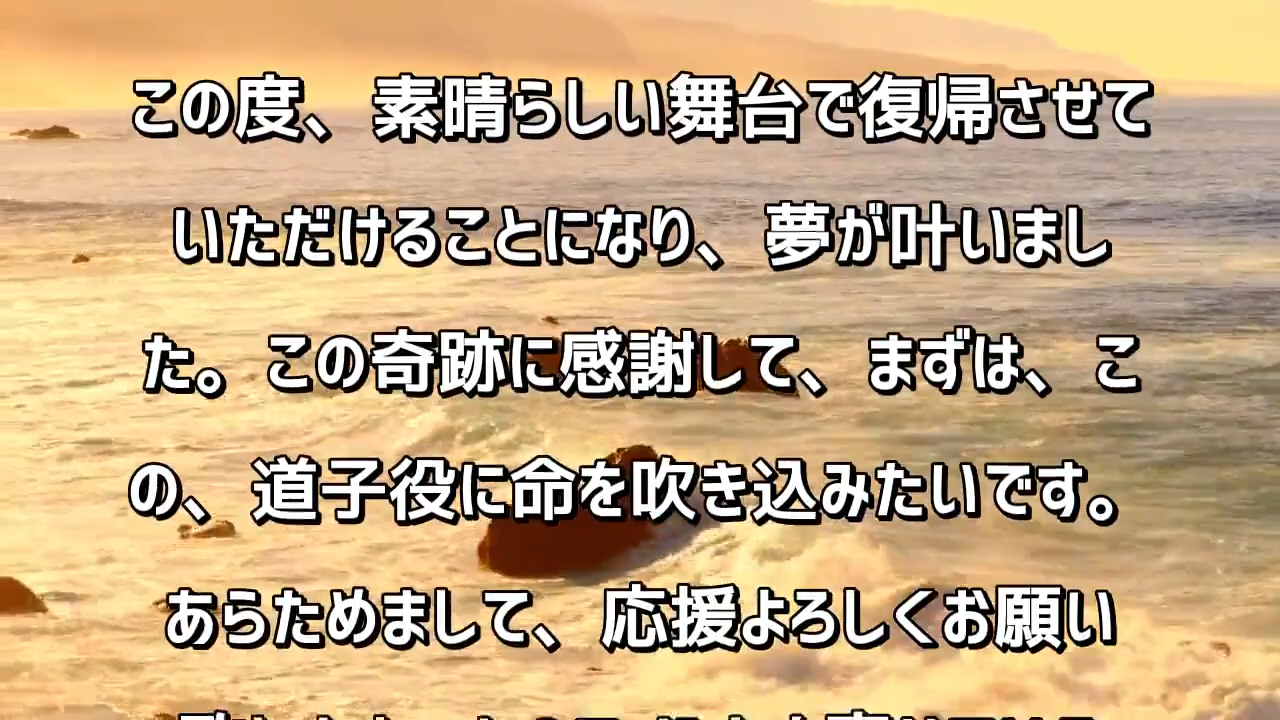 この度、素晴らしい舞台で復帰させて
いただけることになり、夢が叶いまし
た。この奇跡に感謝して、まずは、こ
の、道子役に命を吹き込みたいです。
あらためまして、応援よろしくお願い